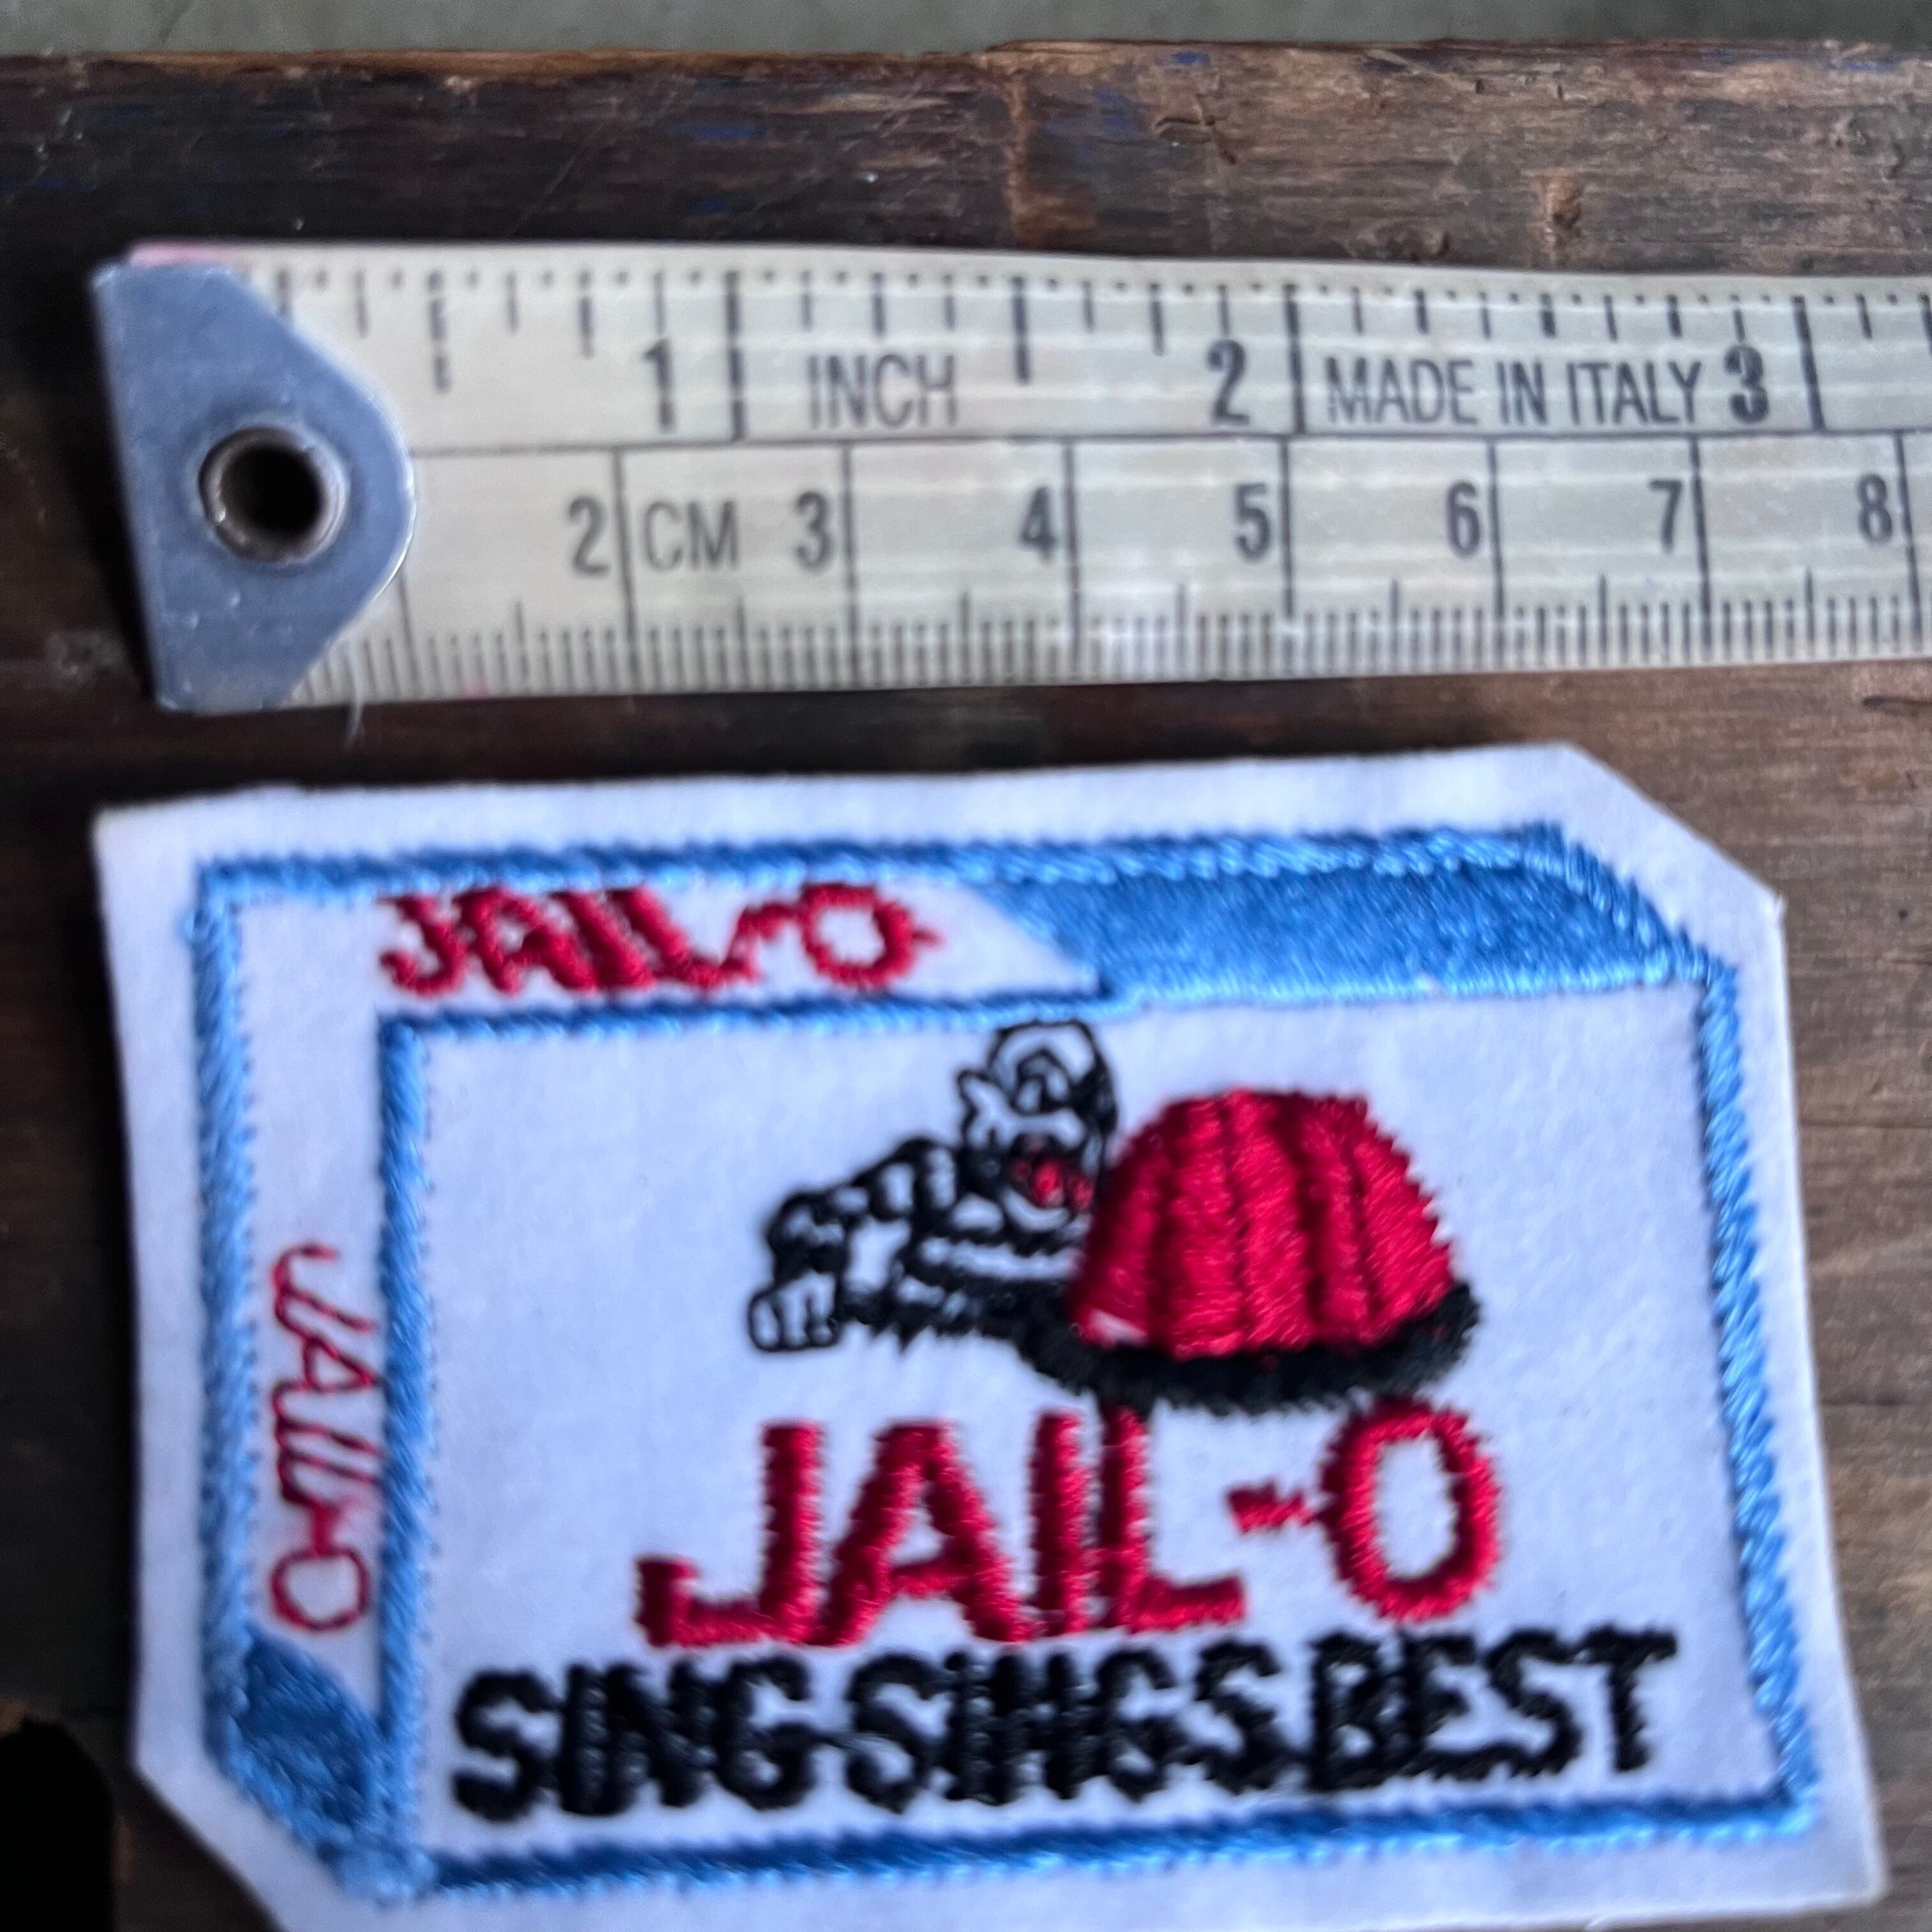 1 INCH 2 MADE IN ITALY 3
2 CM 3 4 5 6 7 8
JAIL-O
JAIL-O
JAIL-O
SING-SINGS BEST